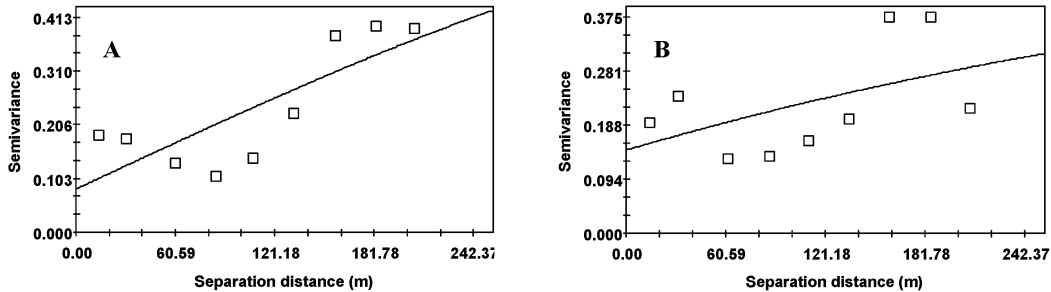 A
0.413
0.310
0.206
0.103
0.000
Semivariance
0.00 60.59 121.18 181.78 242.37
Separation distance (m)
B
0.375
0.281
0.188
0.094
0.000
Semivariance
0.00 60.59 121.18 181.78 242.37
Separation distance (m)